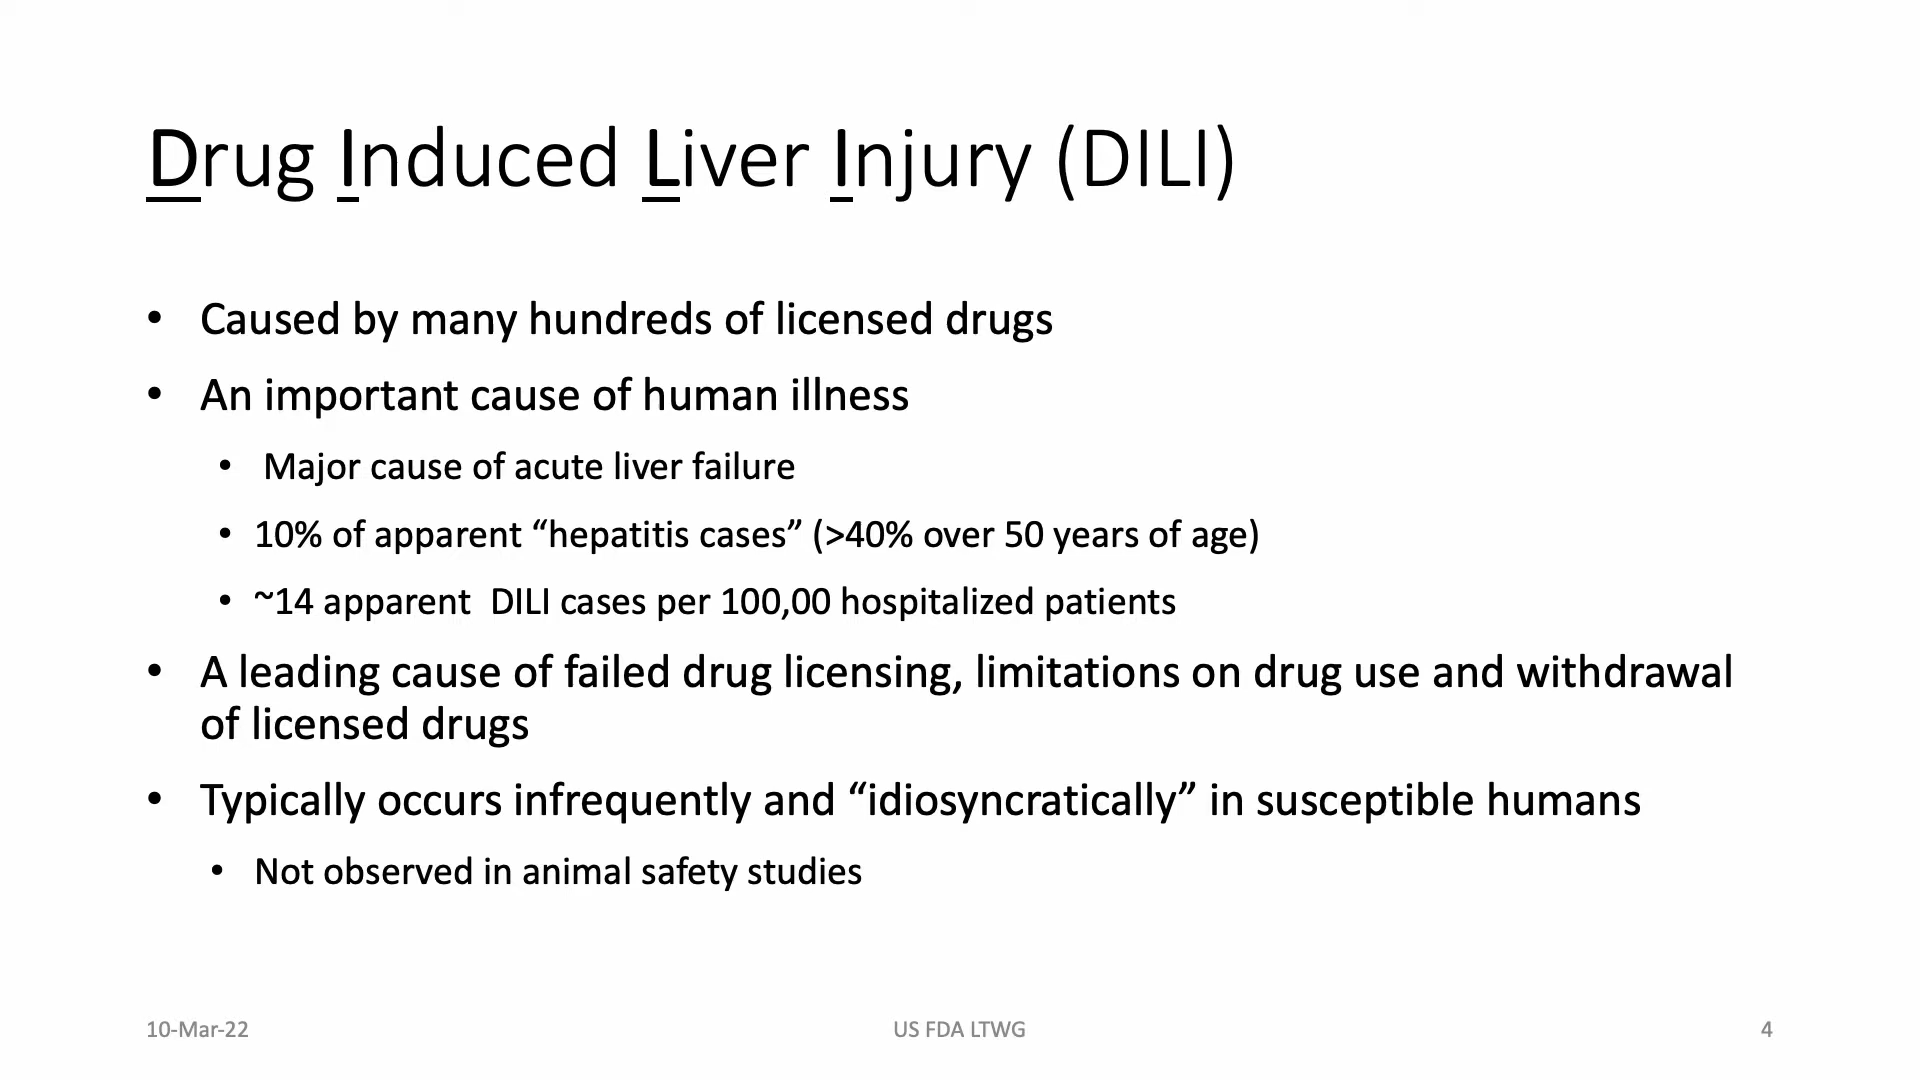 Drug Induced Liver Injury (DILI)
• Caused by many hundreds of licensed drugs
• An important cause of human illness
• Major cause of acute liver failure
• 10% of apparent “hepatitis cases” (>40% over 50 years of age)
• ~14 apparent  DILI cases per 100,00 hospitalized patients
• A leading cause of failed drug licensing, limitations on drug use and withdrawal
of licensed drugs
• Typically occurs infrequently and “idiosyncratically” in susceptible humans
• Not observed in animal safety studies
10-Mar-22
US FDA LTWG
4